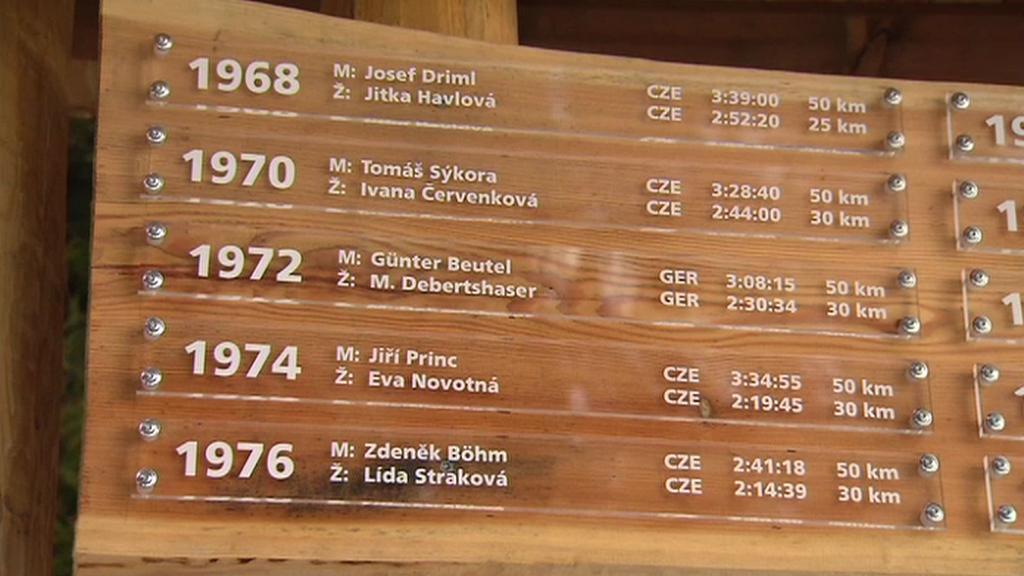 1968 M: Josef Driml CZE 3:39:00 50 km
Ž: Jitka Havlová CZE 2:52:20 25 km
1970 M: Tomáš Sýkora CZE 3:28:40 50 km
Ž: Ivana Červenková CZE 2:44:00 30 km
1972 M: Günter Beutel GER 3:08:15 50 km
Ž: M. Debertshaser GER 2:30:34 30 km
1974 M: Jiří Princ CZE 3:34:55 50 km
Ž: Eva Novotná CZE 2:19:45 30 km
1976 M: Zdeněk Böhm CZE 2:41:18 50 km
Ž: Lída Straková CZE 2:14:39 30 km